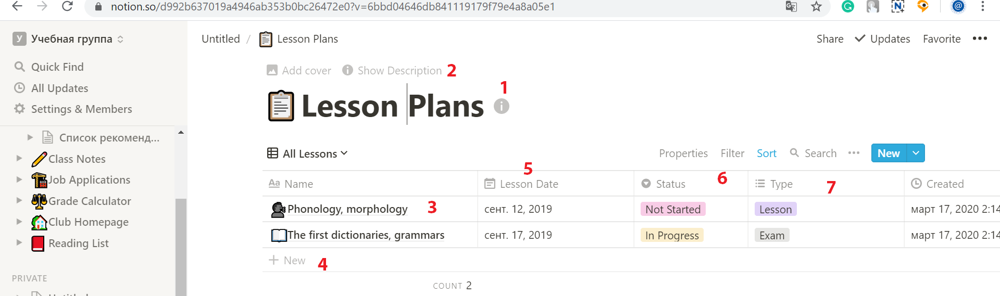 notion.so/d992b637019a4946ab353b0bc26472e0?v=6bbd04646db841119179f79e4a8a05e1
У Учебная группа
Quick Find
All Updates
Settings & Members
Список рекоменд...
Class Notes
Job Applications
Grade Calculator
Club Homepage
Reading List
PRIVATE
Untitled
Untitled / Lesson Plans
Share Updates Favorite •••
Add cover Show Description 2
1
Lesson Plans
All Lessons
Properties Filter Sort Search ••• New
5 6 7
Aa Name Lesson Date Status Type Created
Phonology, morphology 3 сент. 12, 2019 Not Started Lesson март 17, 2020 2:14
The first dictionaries, grammars сент. 17, 2019 In Progress Exam март 17, 2020 2:14
+ New 4
COUNT 2